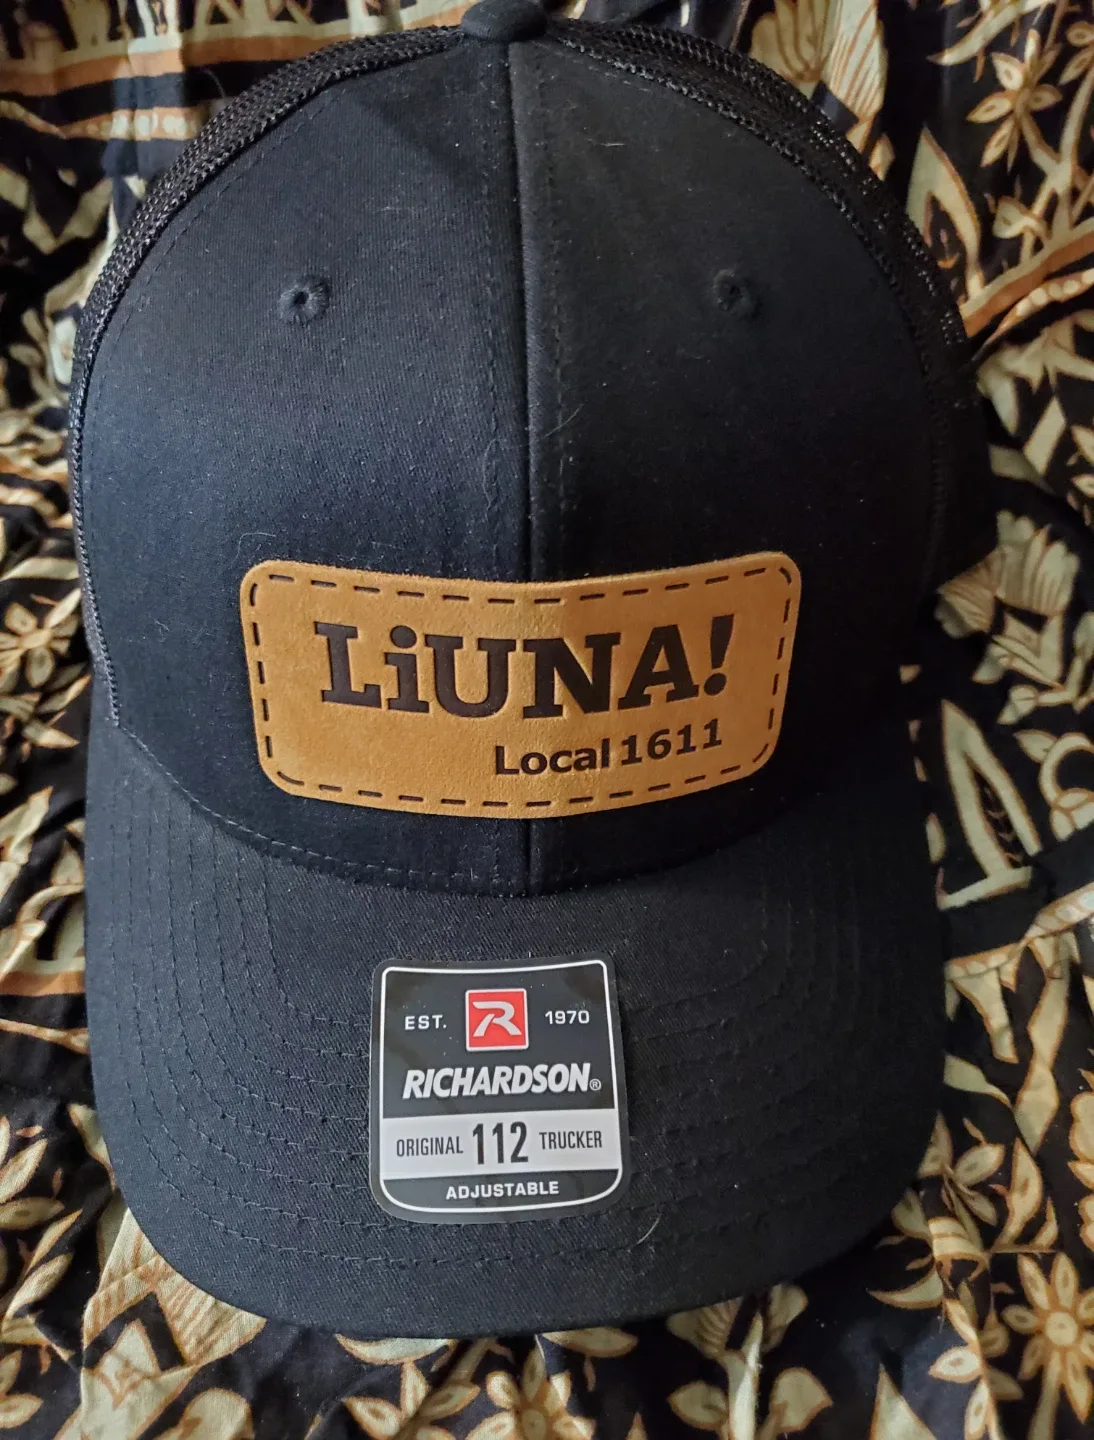 LiUNA!
Local 1611
EST. R 1970
RICHARDSON®
ORIGINAL 112 TRUCKER
ADJUSTABLE